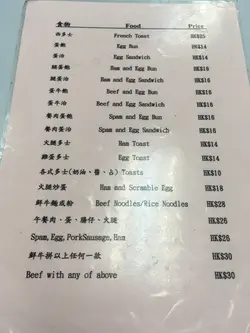 食物 Food Price
西多士 French Toast HK$25
蛋飽 Egg Bun HK$14
蛋治 Egg Sandwich HK$14
腿蛋飽 Ham and Egg Bun HK$16
腿蛋治 Ham and Egg Sandwich HK$16
蛋牛飽 Beef and Egg Bun HK$16
蛋牛治 Beef and Egg Sandwich HK$16
餐肉蛋飽 Spam and Egg Bun HK$16
餐肉蛋治 Spam and Egg Sandwich HK$16
火腿多士 Ham Toast HK$14
雞蛋多士 Egg Toast HK$14
各式多士(奶油、醬、占) Toasts HK$10
火腿炒蛋 Ham and Scramble Egg HK$18
鮮牛麵或粉 Beef Noodles/Rice Noodles HK$28
午餐肉、蛋、腸仔、火腿 HK$26
Spam, Egg, PorkSausage, Ham HK$26
鮮牛拼以上任何一款 HK$30
Beef with any of above HK$30